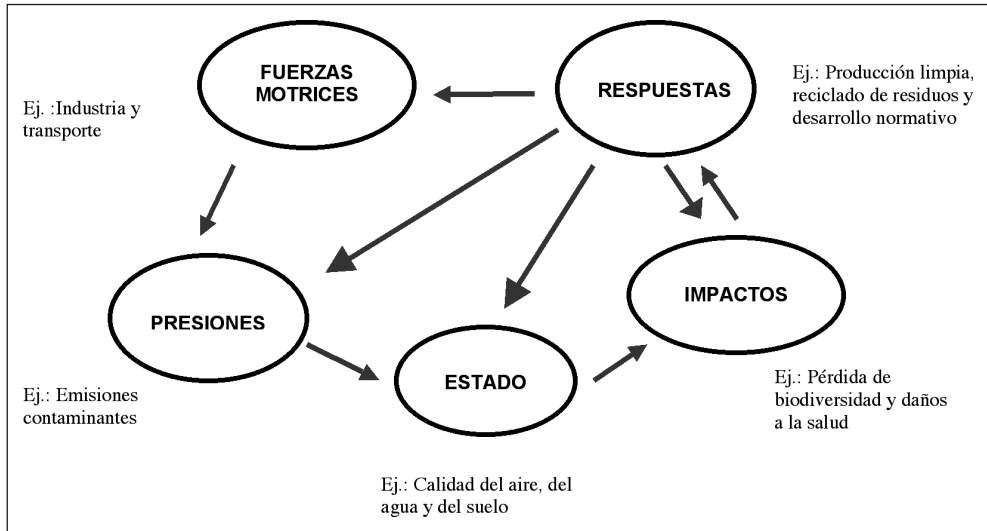 FUERZAS
MOTRICES
RESPUESTAS
Ej.: Producción limpia,
reciclado de residuos y
desarrollo normativo
Ej. :Industria y
transporte
PRESIONES
IMPACTOS
ESTADO
Ej.: Emisiones
contaminantes
Ej.: Pérdida de
biodiversidad y daños
a la salud
Ej.: Calidad del aire, del
agua y del suelo